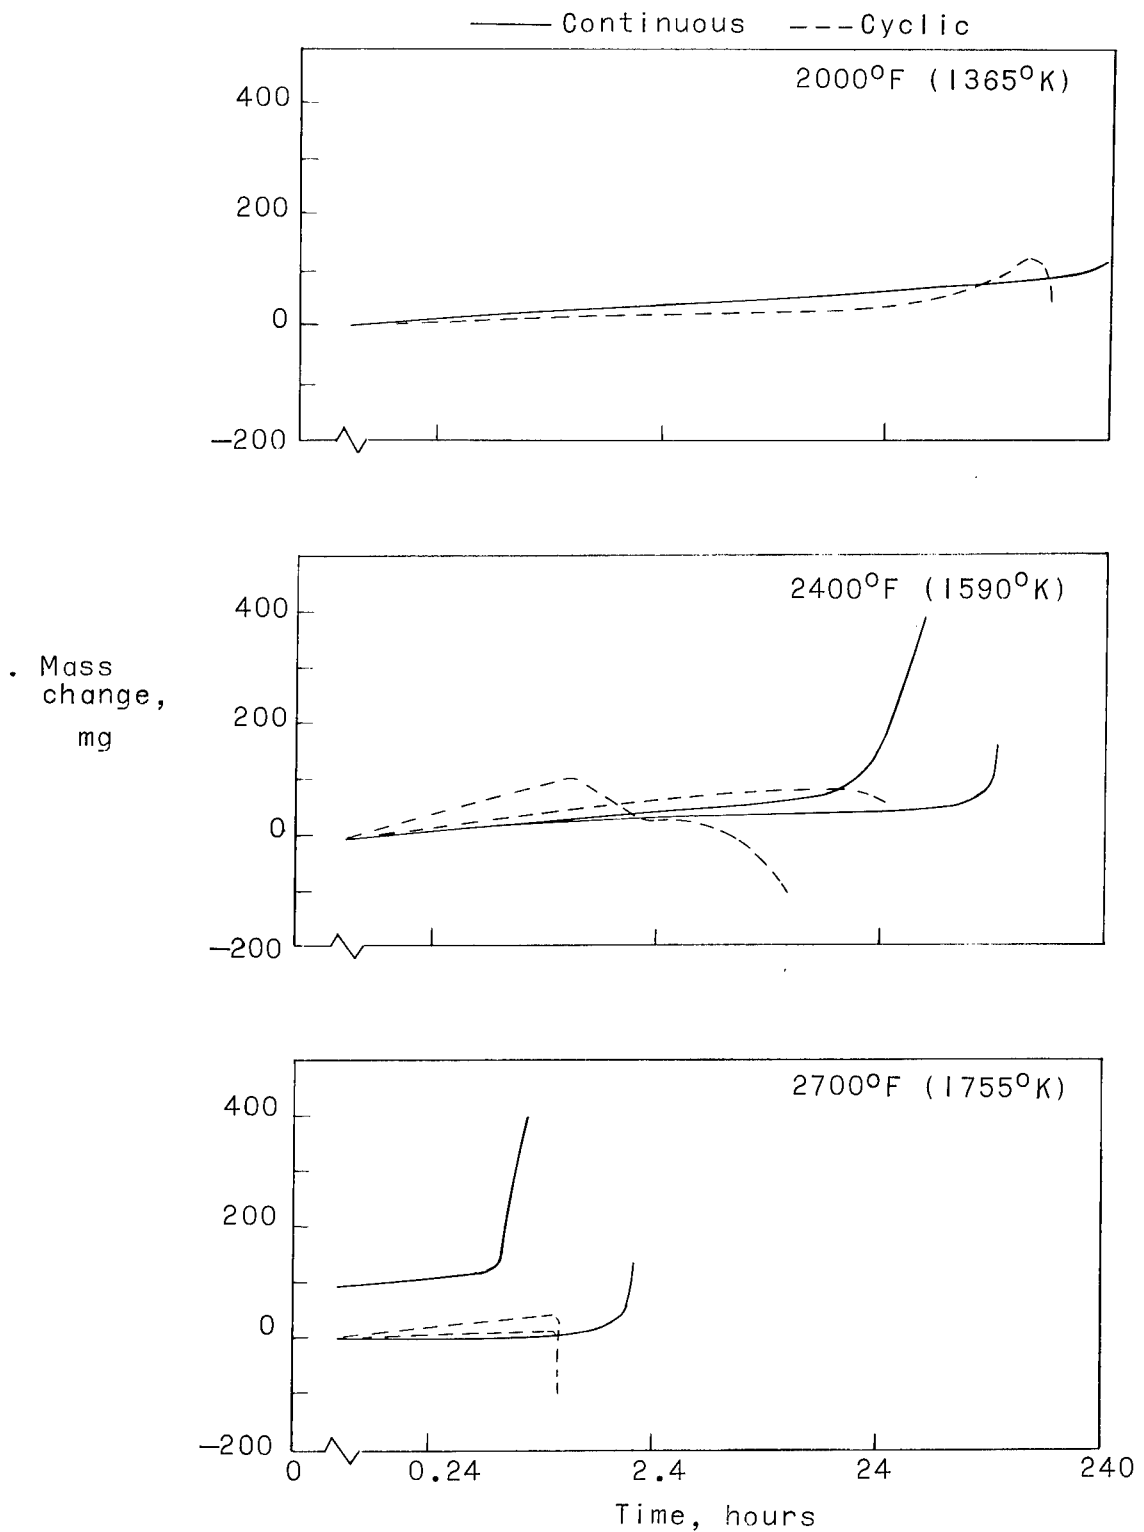 Continuous Cyclic
2000°F (1365°K)
400
200
0
−200
2400°F (1590°K)
400
200
0
−200
. Mass
change,
mg
2700°F (1755°K)
400
200
0
−200
0 0.24 2.4 24 240
Time, hours